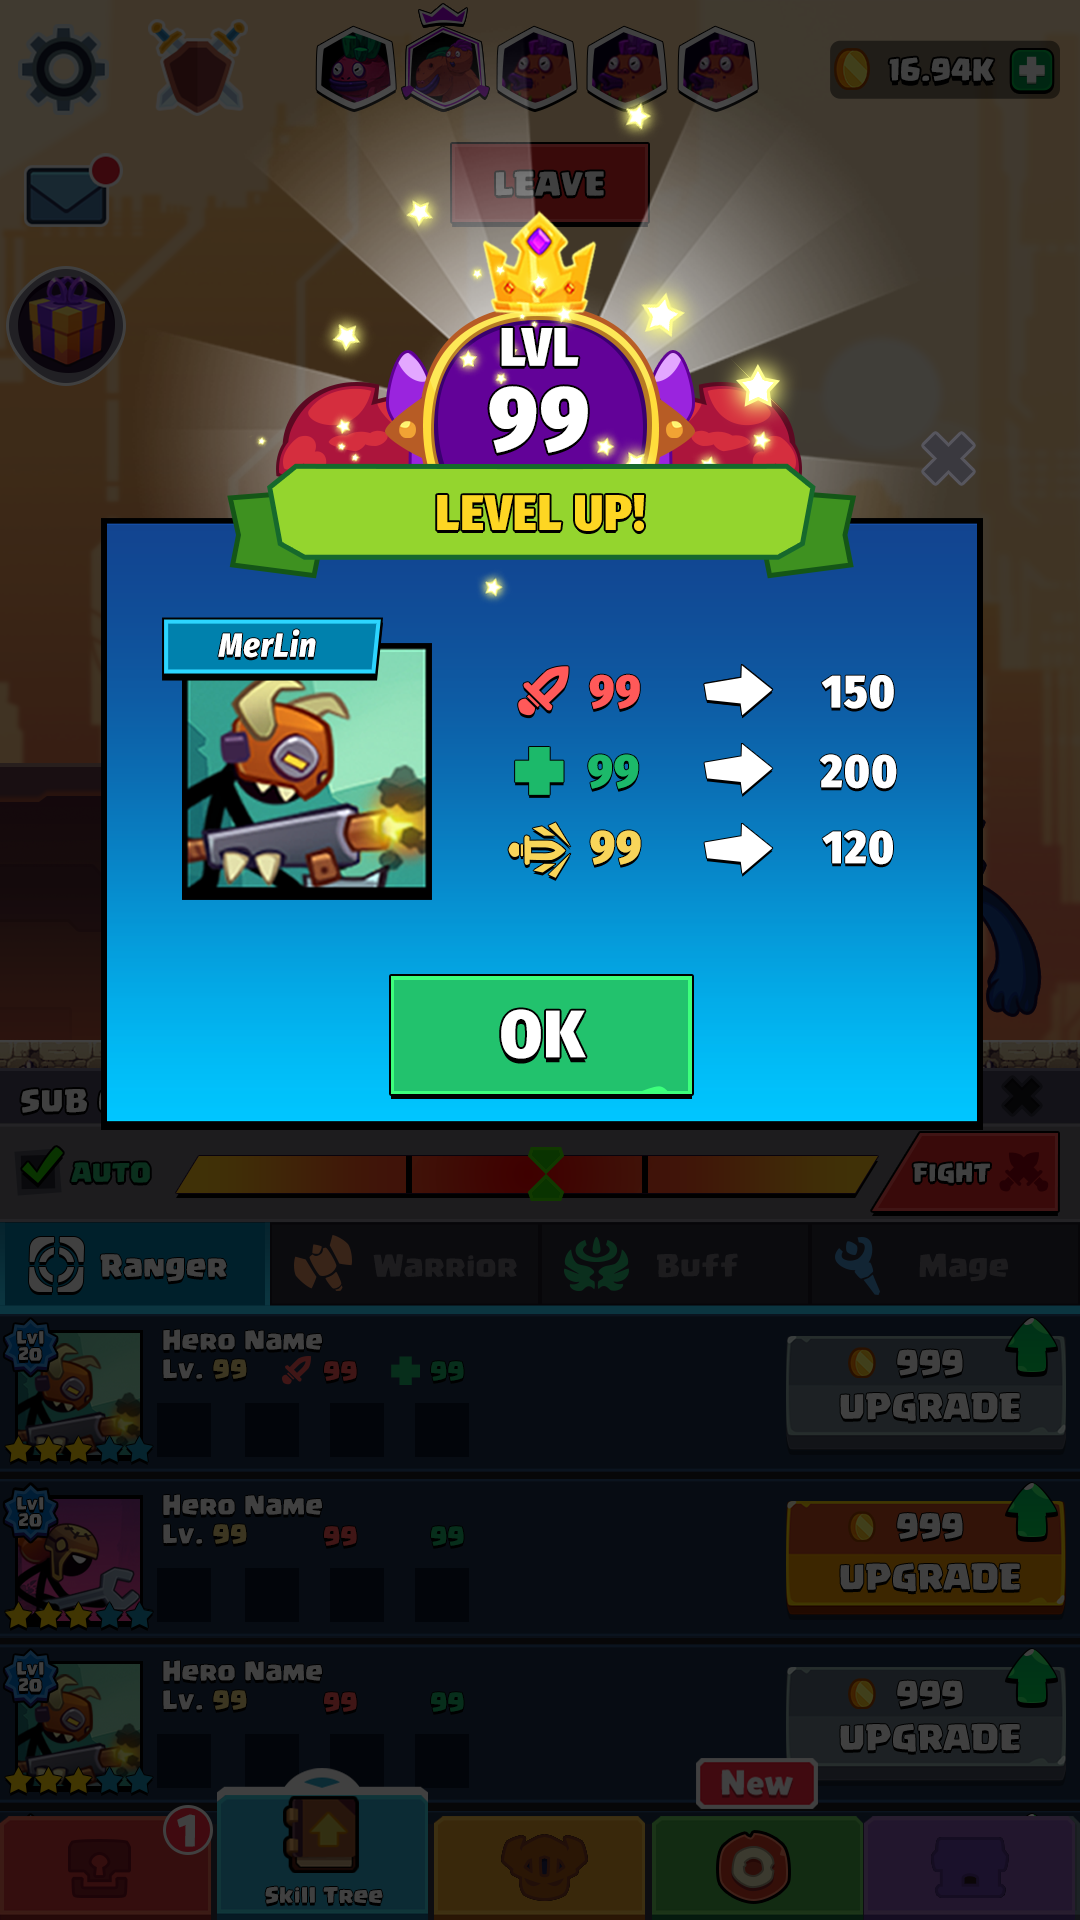 16.94K
LEAVE
LVL
99
LEVEL UP!
MerLin
99 150
99 200
99 120
OK
SUB
AUTO
FIGHT
Ranger Warrior Buff Mage
Lvl
20
Hero Name
Lv. 99 99 99
999
UPGRADE
Lvl
20
Hero Name
Lv. 99 99 99
999
UPGRADE
Lvl
20
Hero Name
Lv. 99 99 99
999
UPGRADE
New
1
Skill Tree